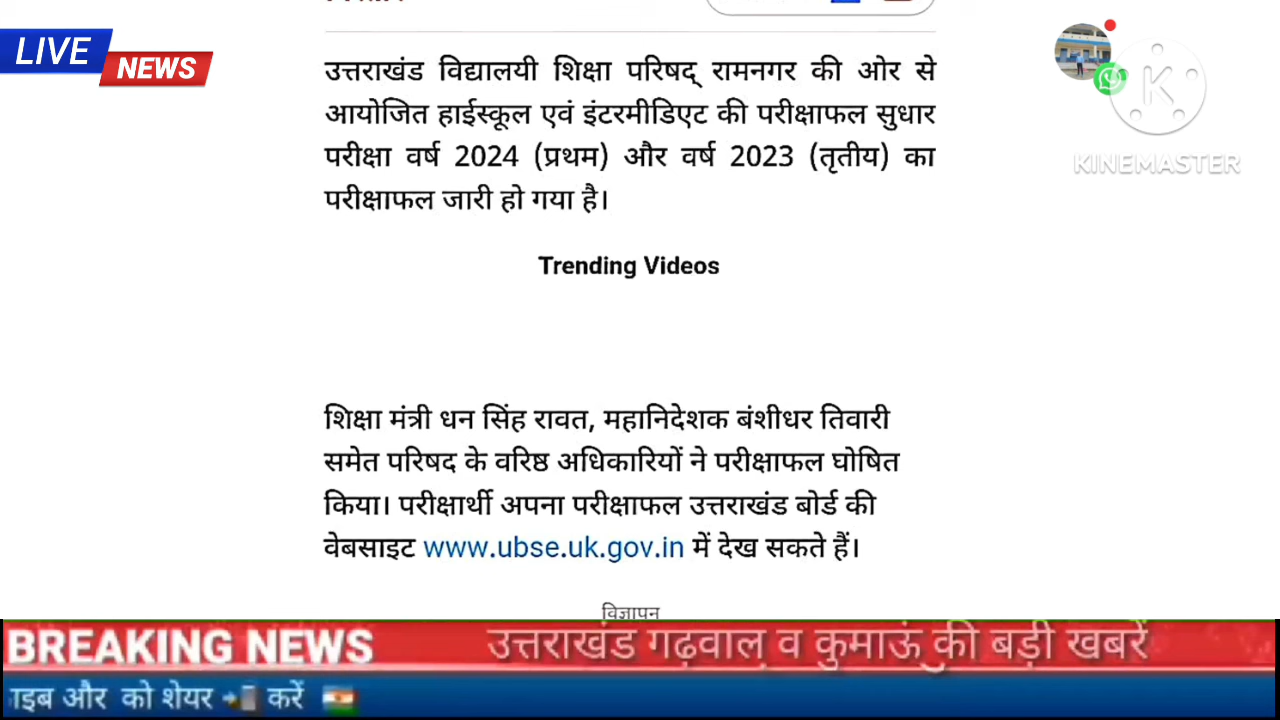 LIVE
NEWS
KINEMASTER
उत्तराखंड विद्यालयी शिक्षा परिषद् रामनगर की ओर से
आयोजित हाईस्कूल एवं इंटरमीडिएट की परीक्षाफल सुधार
परीक्षा वर्ष 2024 (प्रथम) और वर्ष 2023 (तृतीय) का
परीक्षाफल जारी हो गया है।
Trending Videos
शिक्षा मंत्री धन सिंह रावत, महानिदेशक बंशीधर तिवारी
समेत परिषद के वरिष्ठ अधिकारियों ने परीक्षाफल घोषित
किया। परीक्षार्थी अपना परीक्षाफल उत्तराखंड बोर्ड की
वेबसाइट www.ubse.uk.gov.in में देख सकते हैं।
विज्ञापन
BREAKING NEWS
उत्तराखंड गढ़वाल व कुमाऊं की बड़ी खबरें
और को शेयर करें